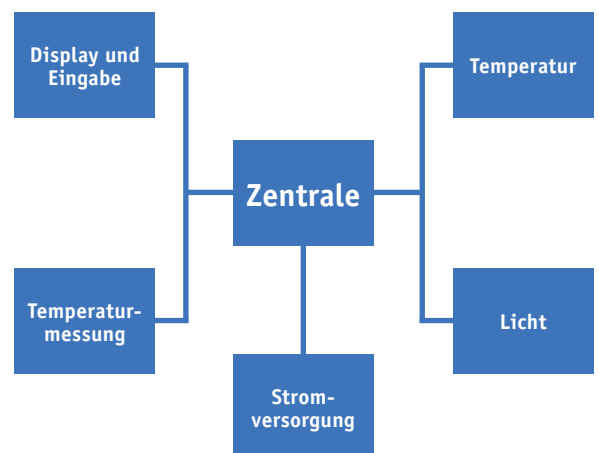 Display und
Eingabe
Temperatur
Zentrale
Temperatur-
messung
Licht
Strom-
versorgung